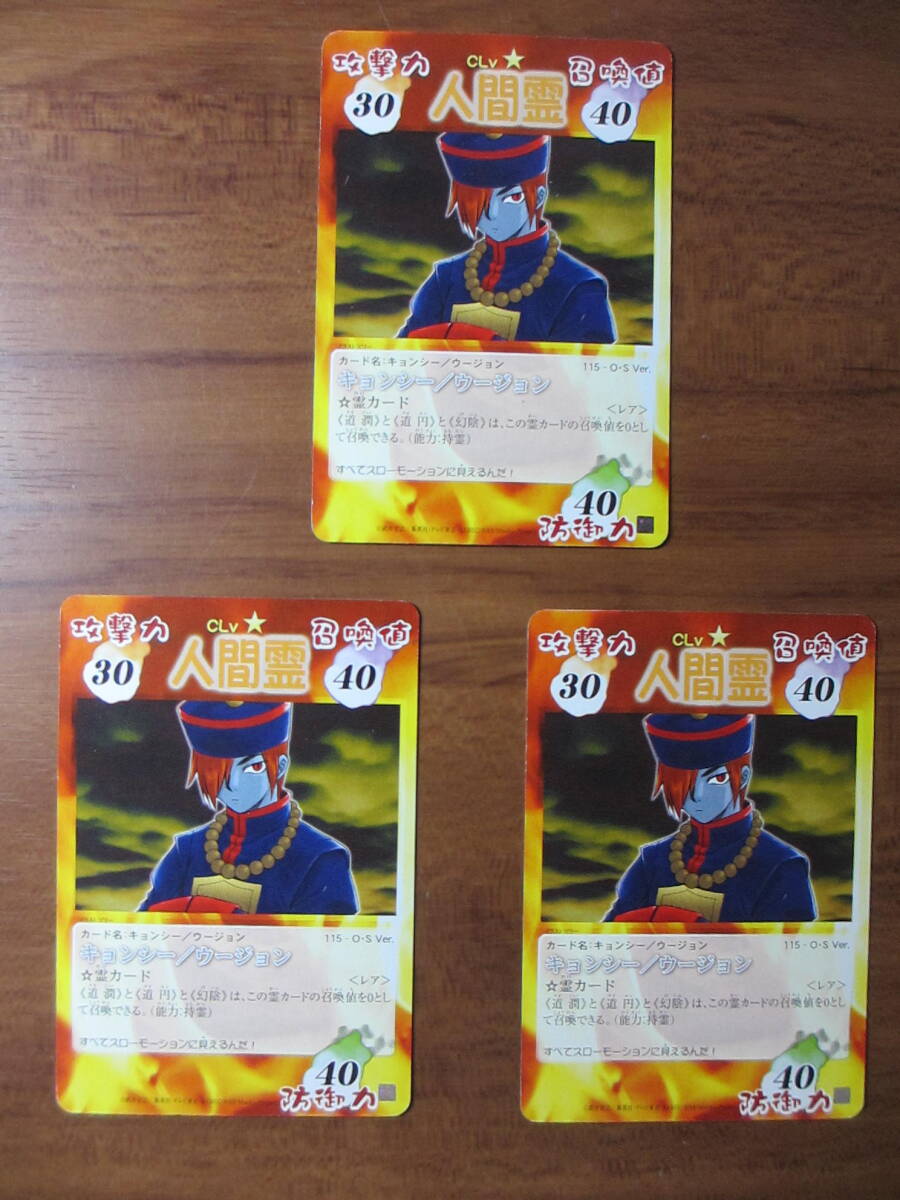 攻撃力 CLv★ 召喚値
30 人間霊 40
カード名:キョンシー/ウージョン 115-O・S Ver.
キョンシー/ウージョン
☆霊カード <レア>
《道潤》と《道円》と《幻陰》は、この霊カードの召喚値を0とし
て召喚できる。(能力:持霊)
すべてスローモーションに見えるんだ!
40
防御力
攻撃力 CLv★ 召喚値
30 人間霊 40
カード名:キョンシー/ウージョン 115-O・S Ver.
キョンシー/ウージョン
☆霊カード <レア>
《道潤》と《道円》と《幻陰》は、この霊カードの召喚値を0とし
て召喚できる。(能力:持霊)
すべてスローモーションに見えるんだ!
40
防御力
攻撃力 CLv★ 召喚値
30 人間霊 40
カード名:キョンシー/ウージョン 115-O・S Ver.
キョンシー/ウージョン
☆霊カード <レア>
《道潤》と《道円》と《幻陰》は、この霊カードの召喚値を0とし
て召喚できる。(能力:持霊)
すべてスローモーションに見えるんだ!
40
防御力